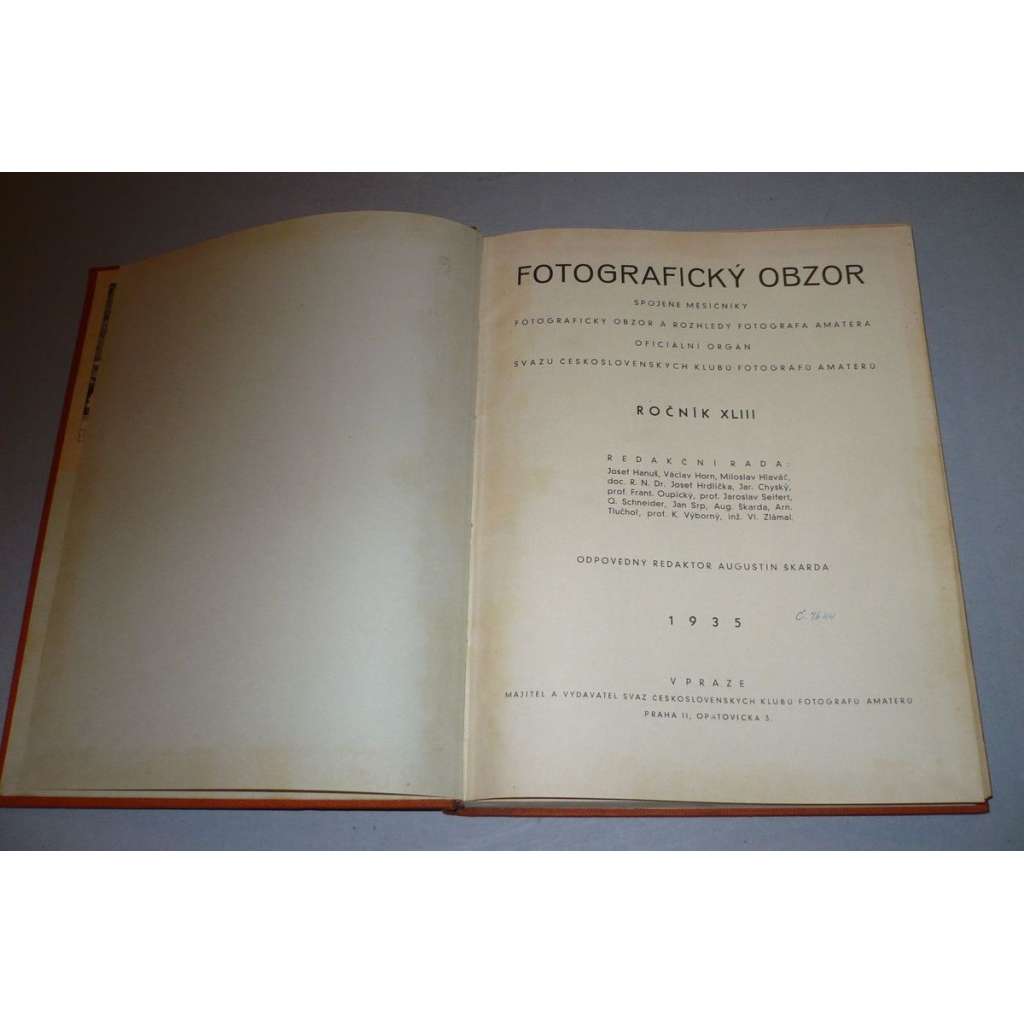 FOTOGRAFICKÝ OBZOR
SPOJENÉ MĚSÍČNÍKY
FOTOGRAFICKÝ OBZOR A ROZHLEDY FOTOGRAFA AMATÉRA
OFICIÁLNÍ ORGÁN
SVAZU ČESKOSLOVENSKÝCH KLUBŮ FOTOGRAFŮ AMATÉRŮ
ROČNÍK XLIII
REDAKČNÍ RADA:
Josef Hanuš, Václav Horn, Miloslav Hlaváč,
doc. R. N. Dr. Josef Hrdlička, Jar. Chyský,
prof. Frant. Oupický, prof. Jaroslav Seifert,
O. Schneider, Jan Srp, Aug. Škarda, Arn.
Tlučhoř, prof. K. Výborný, inž. Vl. Zlámal.
ODPOVĚDNÝ REDAKTOR AUGUSTIN ŠKARDA
1935
V PRAZE
MAJITEL A VYDAVATEL SVAZ ČESKOSLOVENSKÝCH KLUBŮ FOTOGRAFŮ AMATÉRŮ
PRAHA II, OPATOVICKÁ 3.